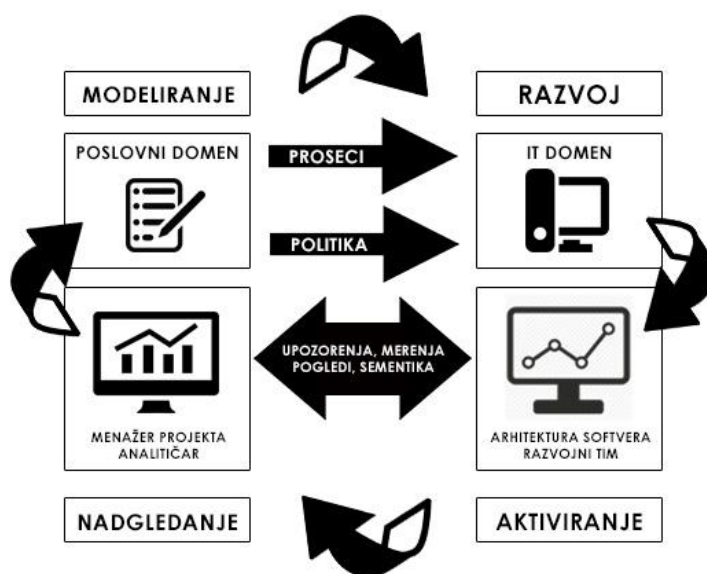 MODELIRANJE
RAZVOJ
POSLOVNI DOMEN
PROSECI
IT DOMEN
POLITIKA
UPOZORENJA, MERENJA
POGLEDI, SEMENTIKA
MENAŽER PROJEKTA
ANALITIČAR
ARHITEKTURA SOFTVERA
RAZVOJNI TIM
NADGLEDANJE
AKTIVIRANJE